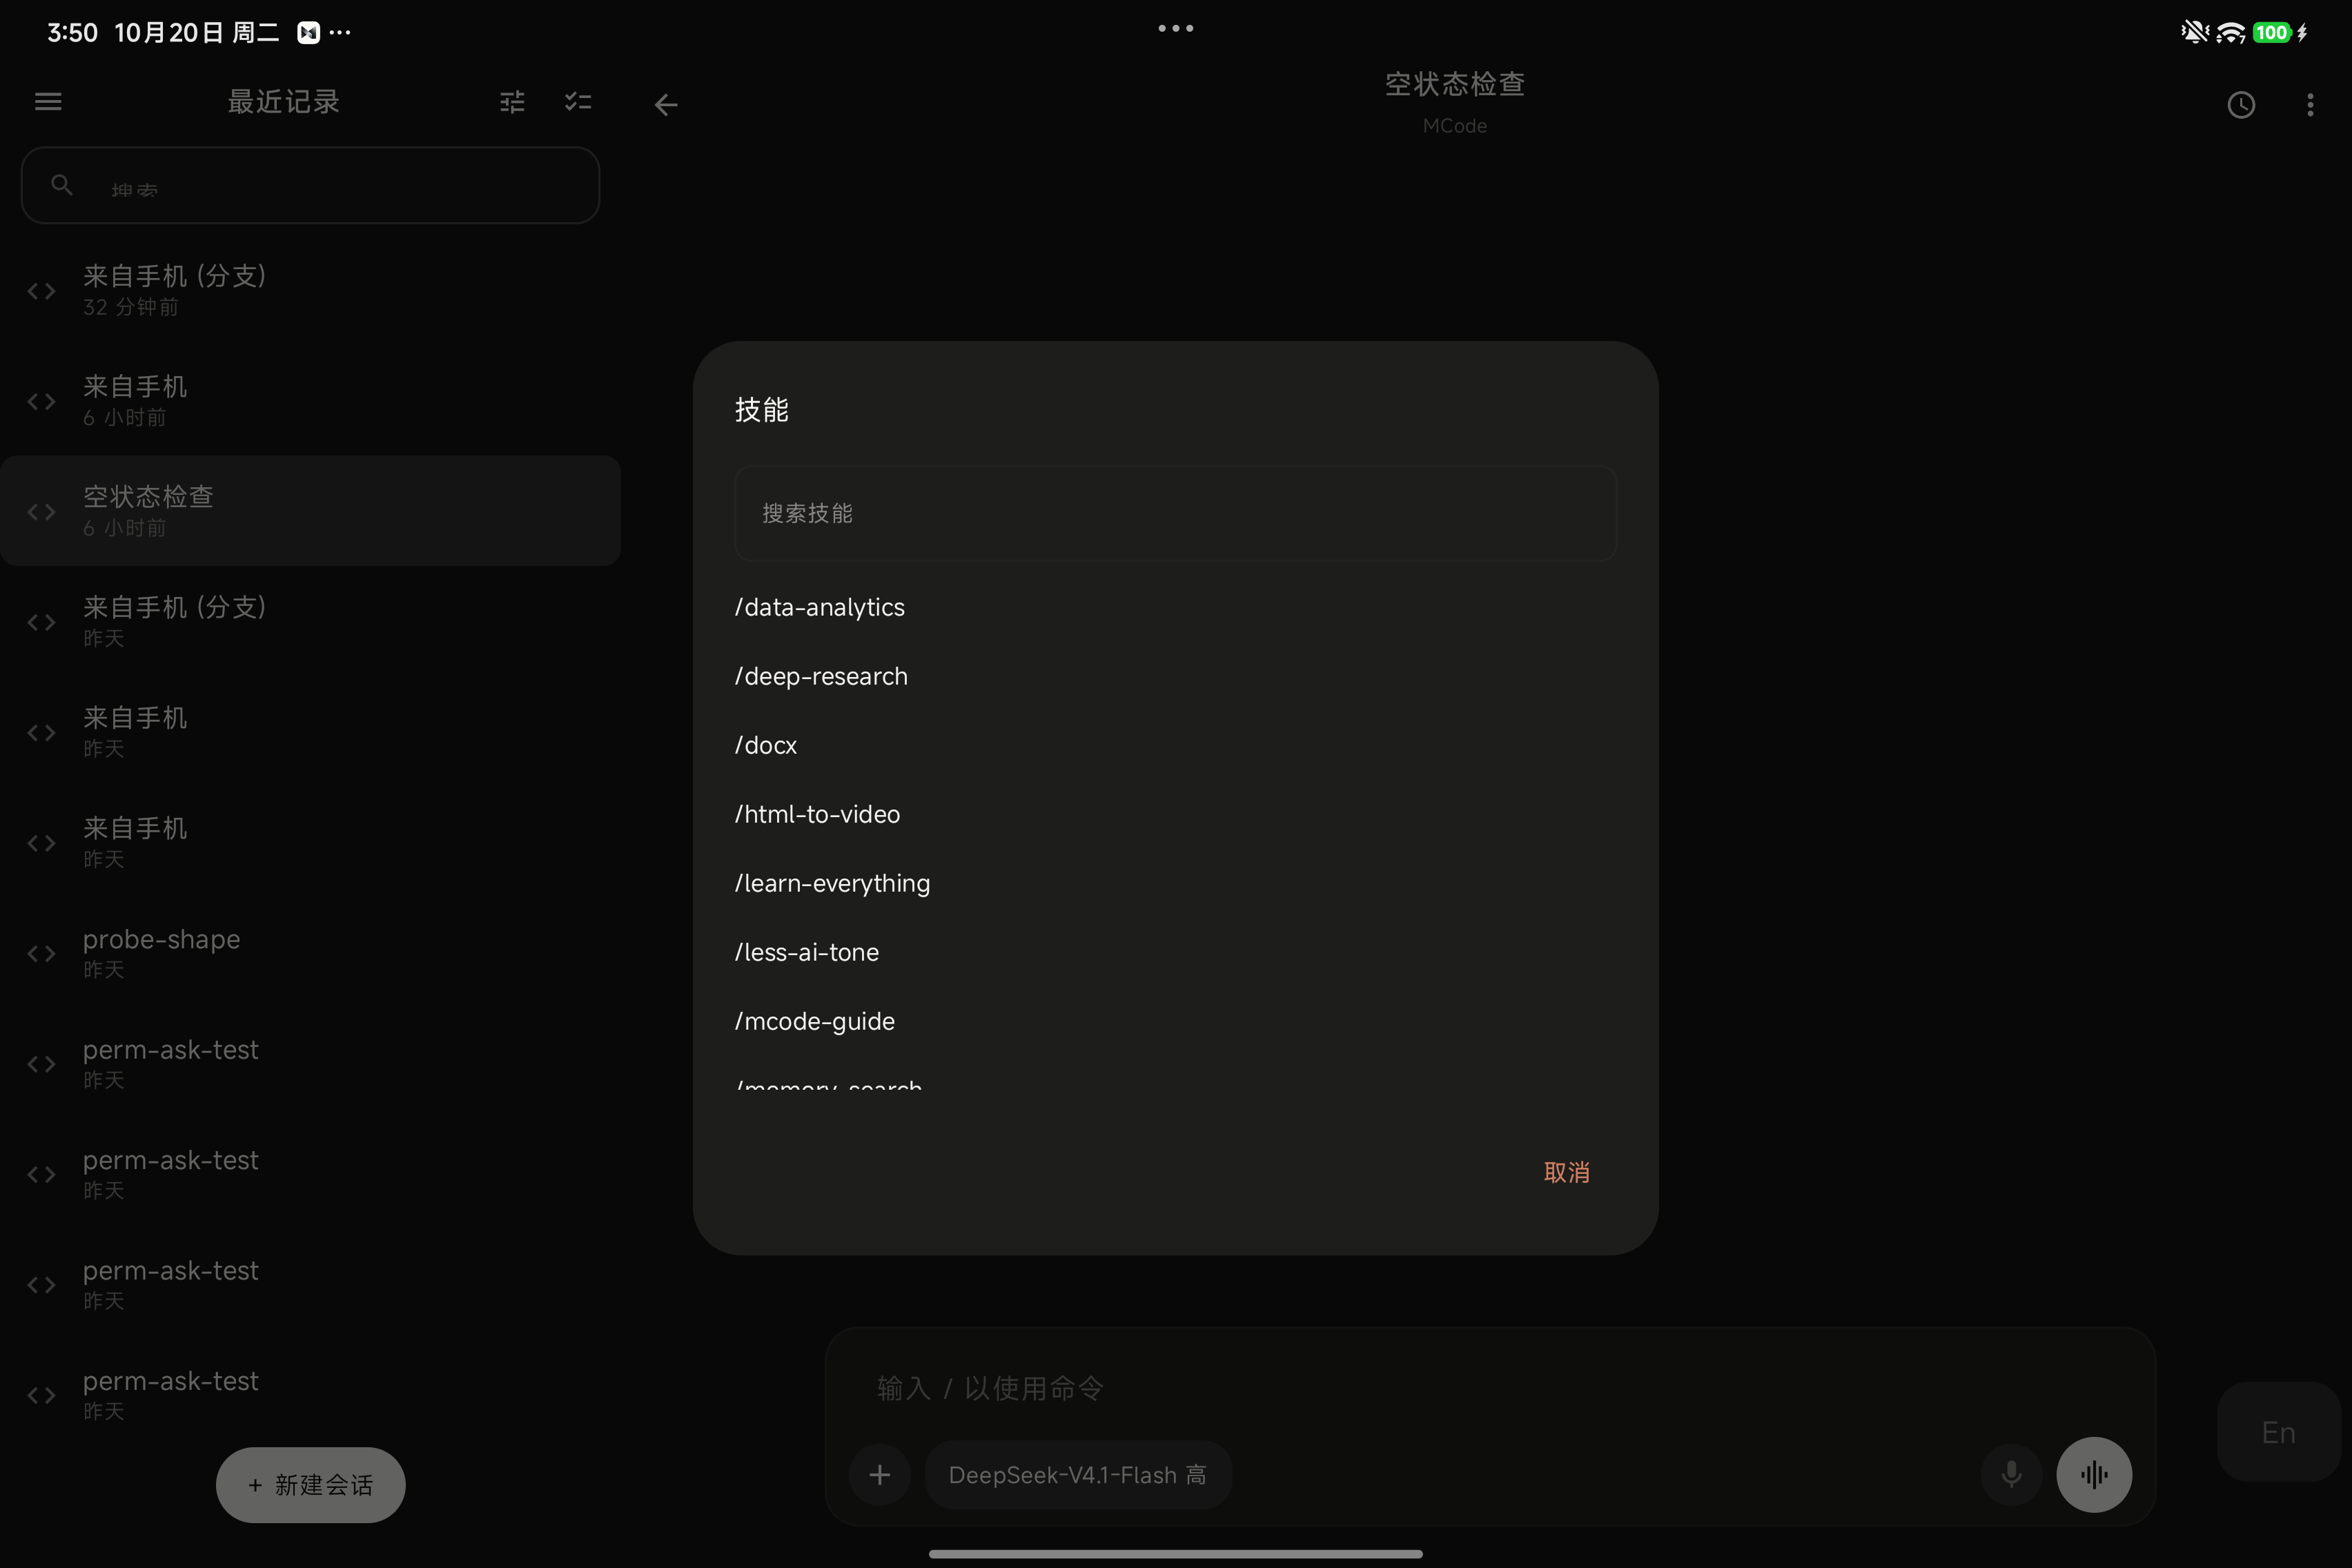 3:50 10月20日 周二
100
最近记录
搜索
来自手机 (分支)
32 分钟前
来自手机
6 小时前
空状态检查
6 小时前
来自手机 (分支)
昨天
来自手机
昨天
来自手机
昨天
probe-shape
昨天
perm-ask-test
昨天
perm-ask-test
昨天
perm-ask-test
昨天
perm-ask-test
昨天
+ 新建会话
空状态检查
MCode
技能
搜索技能
/data-analytics
/deep-research
/docx
/html-to-video
/learn-everything
/less-ai-tone
/mcode-guide
/memory-search
取消
输入 / 以使用命令
DeepSeek-V4.1-Flash 高
En